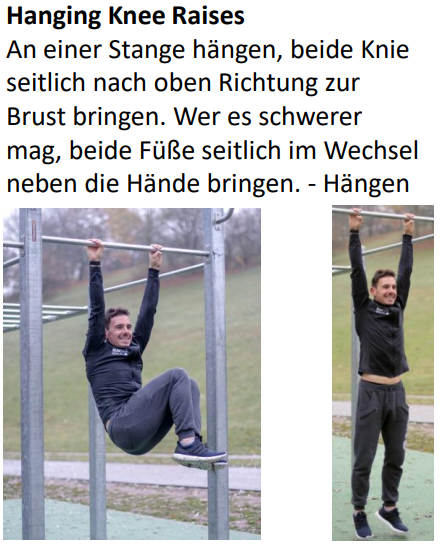 Hanging Knee Raises
An einer Stange hängen, beide Knie
seitlich nach oben Richtung zur
Brust bringen. Wer es schwerer
mag, beide Füße seitlich im Wechsel
neben die Hände bringen. - Hängen